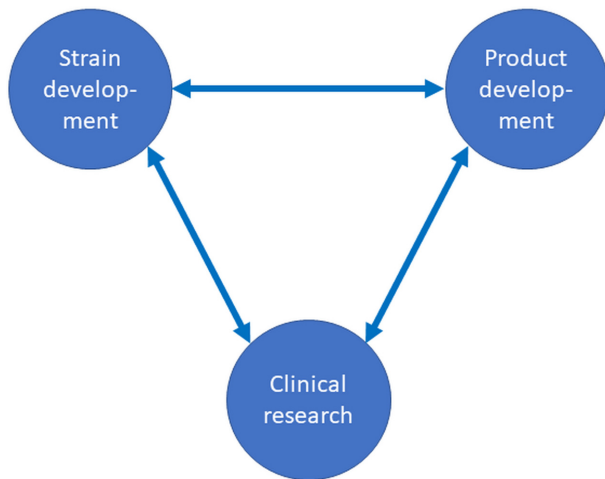 Strain
develop-
ment
Product
develop-
ment
Clinical
research